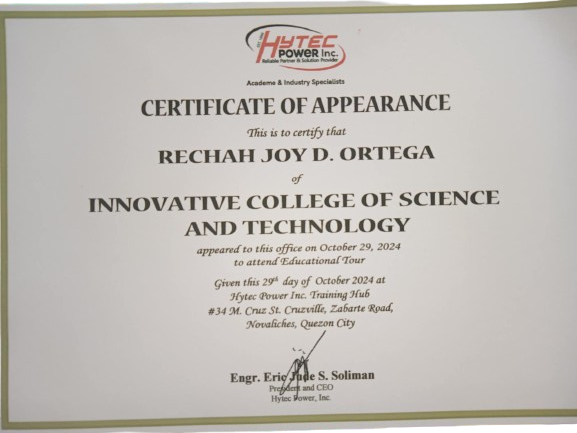 HYTEC
POWER Inc.
Reliable Partner & Solution Provider
Academe & Industry Specialists
CERTIFICATE OF APPEARANCE
This is to certify that
RECHAH JOY D. ORTEGA
of
INNOVATIVE COLLEGE OF SCIENCE
AND TECHNOLOGY
appeared to this office on October 29, 2024
to attend Educational Tour
Given this 29th day of October 2024 at
Hytec Power Inc. Training Hub
#34 M. Cruz St. Cruzville, Zabarte Road,
Novaliches, Quezon City
Engr. Eric Jude S. Soliman
President and CEO
Hytec Power, Inc.